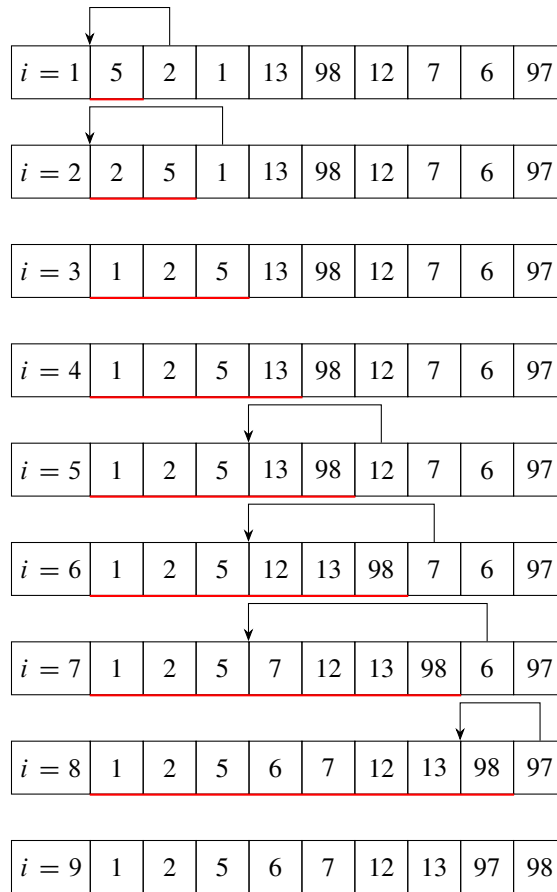 i = 1 5 2 1 13 98 12 7 6 97
i = 2 2 5 1 13 98 12 7 6 97
i = 3 1 2 5 13 98 12 7 6 97
i = 4 1 2 5 13 98 12 7 6 97
i = 5 1 2 5 13 98 12 7 6 97
i = 6 1 2 5 12 13 98 7 6 97
i = 7 1 2 5 7 12 13 98 6 97
i = 8 1 2 5 6 7 12 13 98 97
i = 9 1 2 5 6 7 12 13 97 98